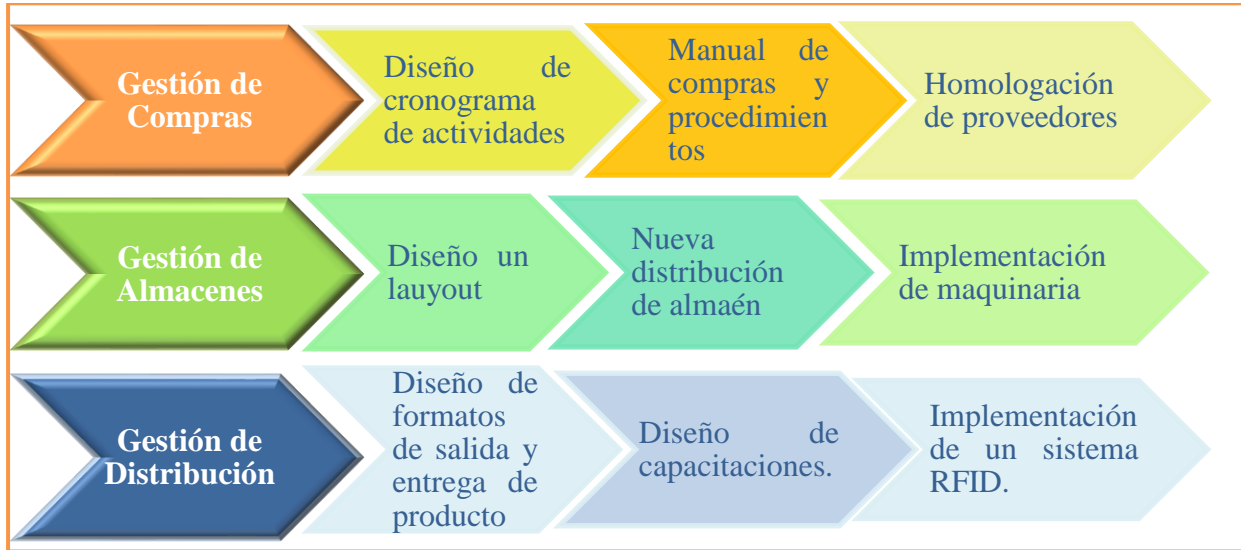 Gestión de
Compras
Diseño de
cronograma
de actividades
Manual de
compras y
procedimien
tos
Homologación
de proveedores
Gestión de
Almacenes
Diseño un
lauyout
Nueva
distribución
de almaén
Implementación
de maquinaria
Gestión de
Distribución
Diseño de
formatos
de salida y
entrega de
producto
Diseño de
capacitaciones.
Implementación
de un sistema
RFID.